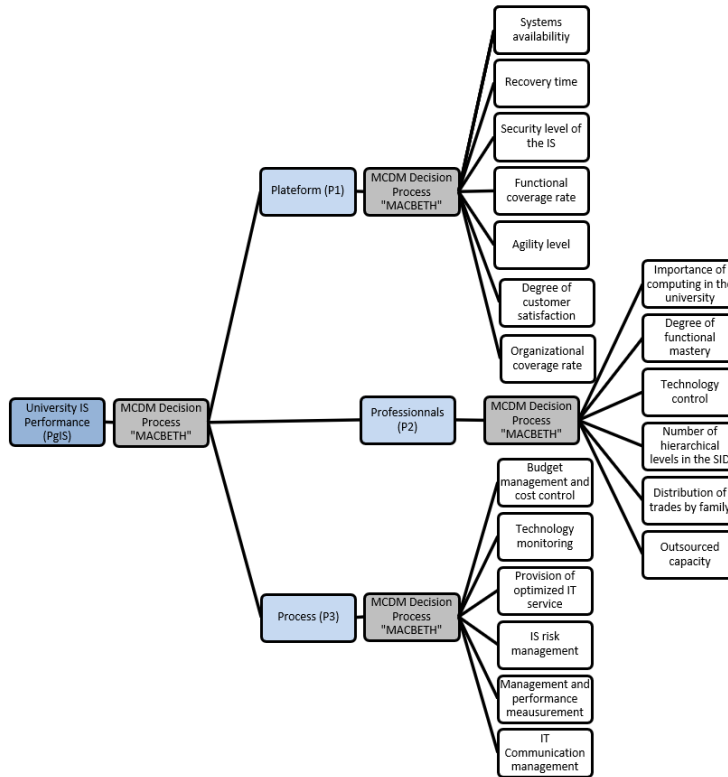 Systems
availabilitiy
Recovery time
Security level of
the IS
Functional
coverage rate
Agility level
Degree of
customer
satisfaction
Organizational
coverage rate
Plateform (P1)
MCDM Decision
Process
"MACBETH"
University IS
Performance
(PgIS)
MCDM Decision
Process
"MACBETH"
Professionnals
(P2)
MCDM Decision
Process
"MACBETH"
Importance of
computing in the
university
Degree of
functional
mastery
Technology
control
Number of
hierarchical
levels in the SID
Distribution of
trades by family
Outsourced
capacity
Process (P3)
MCDM Decision
Process
"MACBETH"
Budget
management and
cost control
Technology
monitoring
Provision of
optimized IT
service
IS risk
management
Management and
performance
meausurement
IT
Communication
management